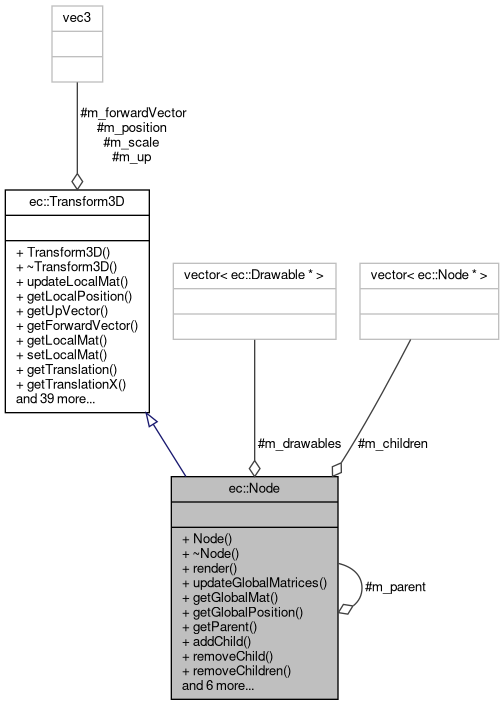 vec3
#m_forwardVector
#m_position
#m_scale
#m_up
ec::Transform3D
+ Transform3D()
+ ~Transform3D()
+ updateLocalMat()
+ getLocalPosition()
+ getUpVector()
+ getForwardVector()
+ getLocalMat()
+ setLocalMat()
+ getTranslation()
+ getTranslationX()
and 39 more...
vector< ec::Drawable * >
vector< ec::Node * >
#m_drawables
#m_children
ec::Node
+ Node()
+ ~Node()
+ render()
+ updateGlobalMatrices()
+ getGlobalMat()
+ getGlobalPosition()
+ getParent()
+ addChild()
+ removeChild()
+ removeChildren()
and 6 more...
#m_parent